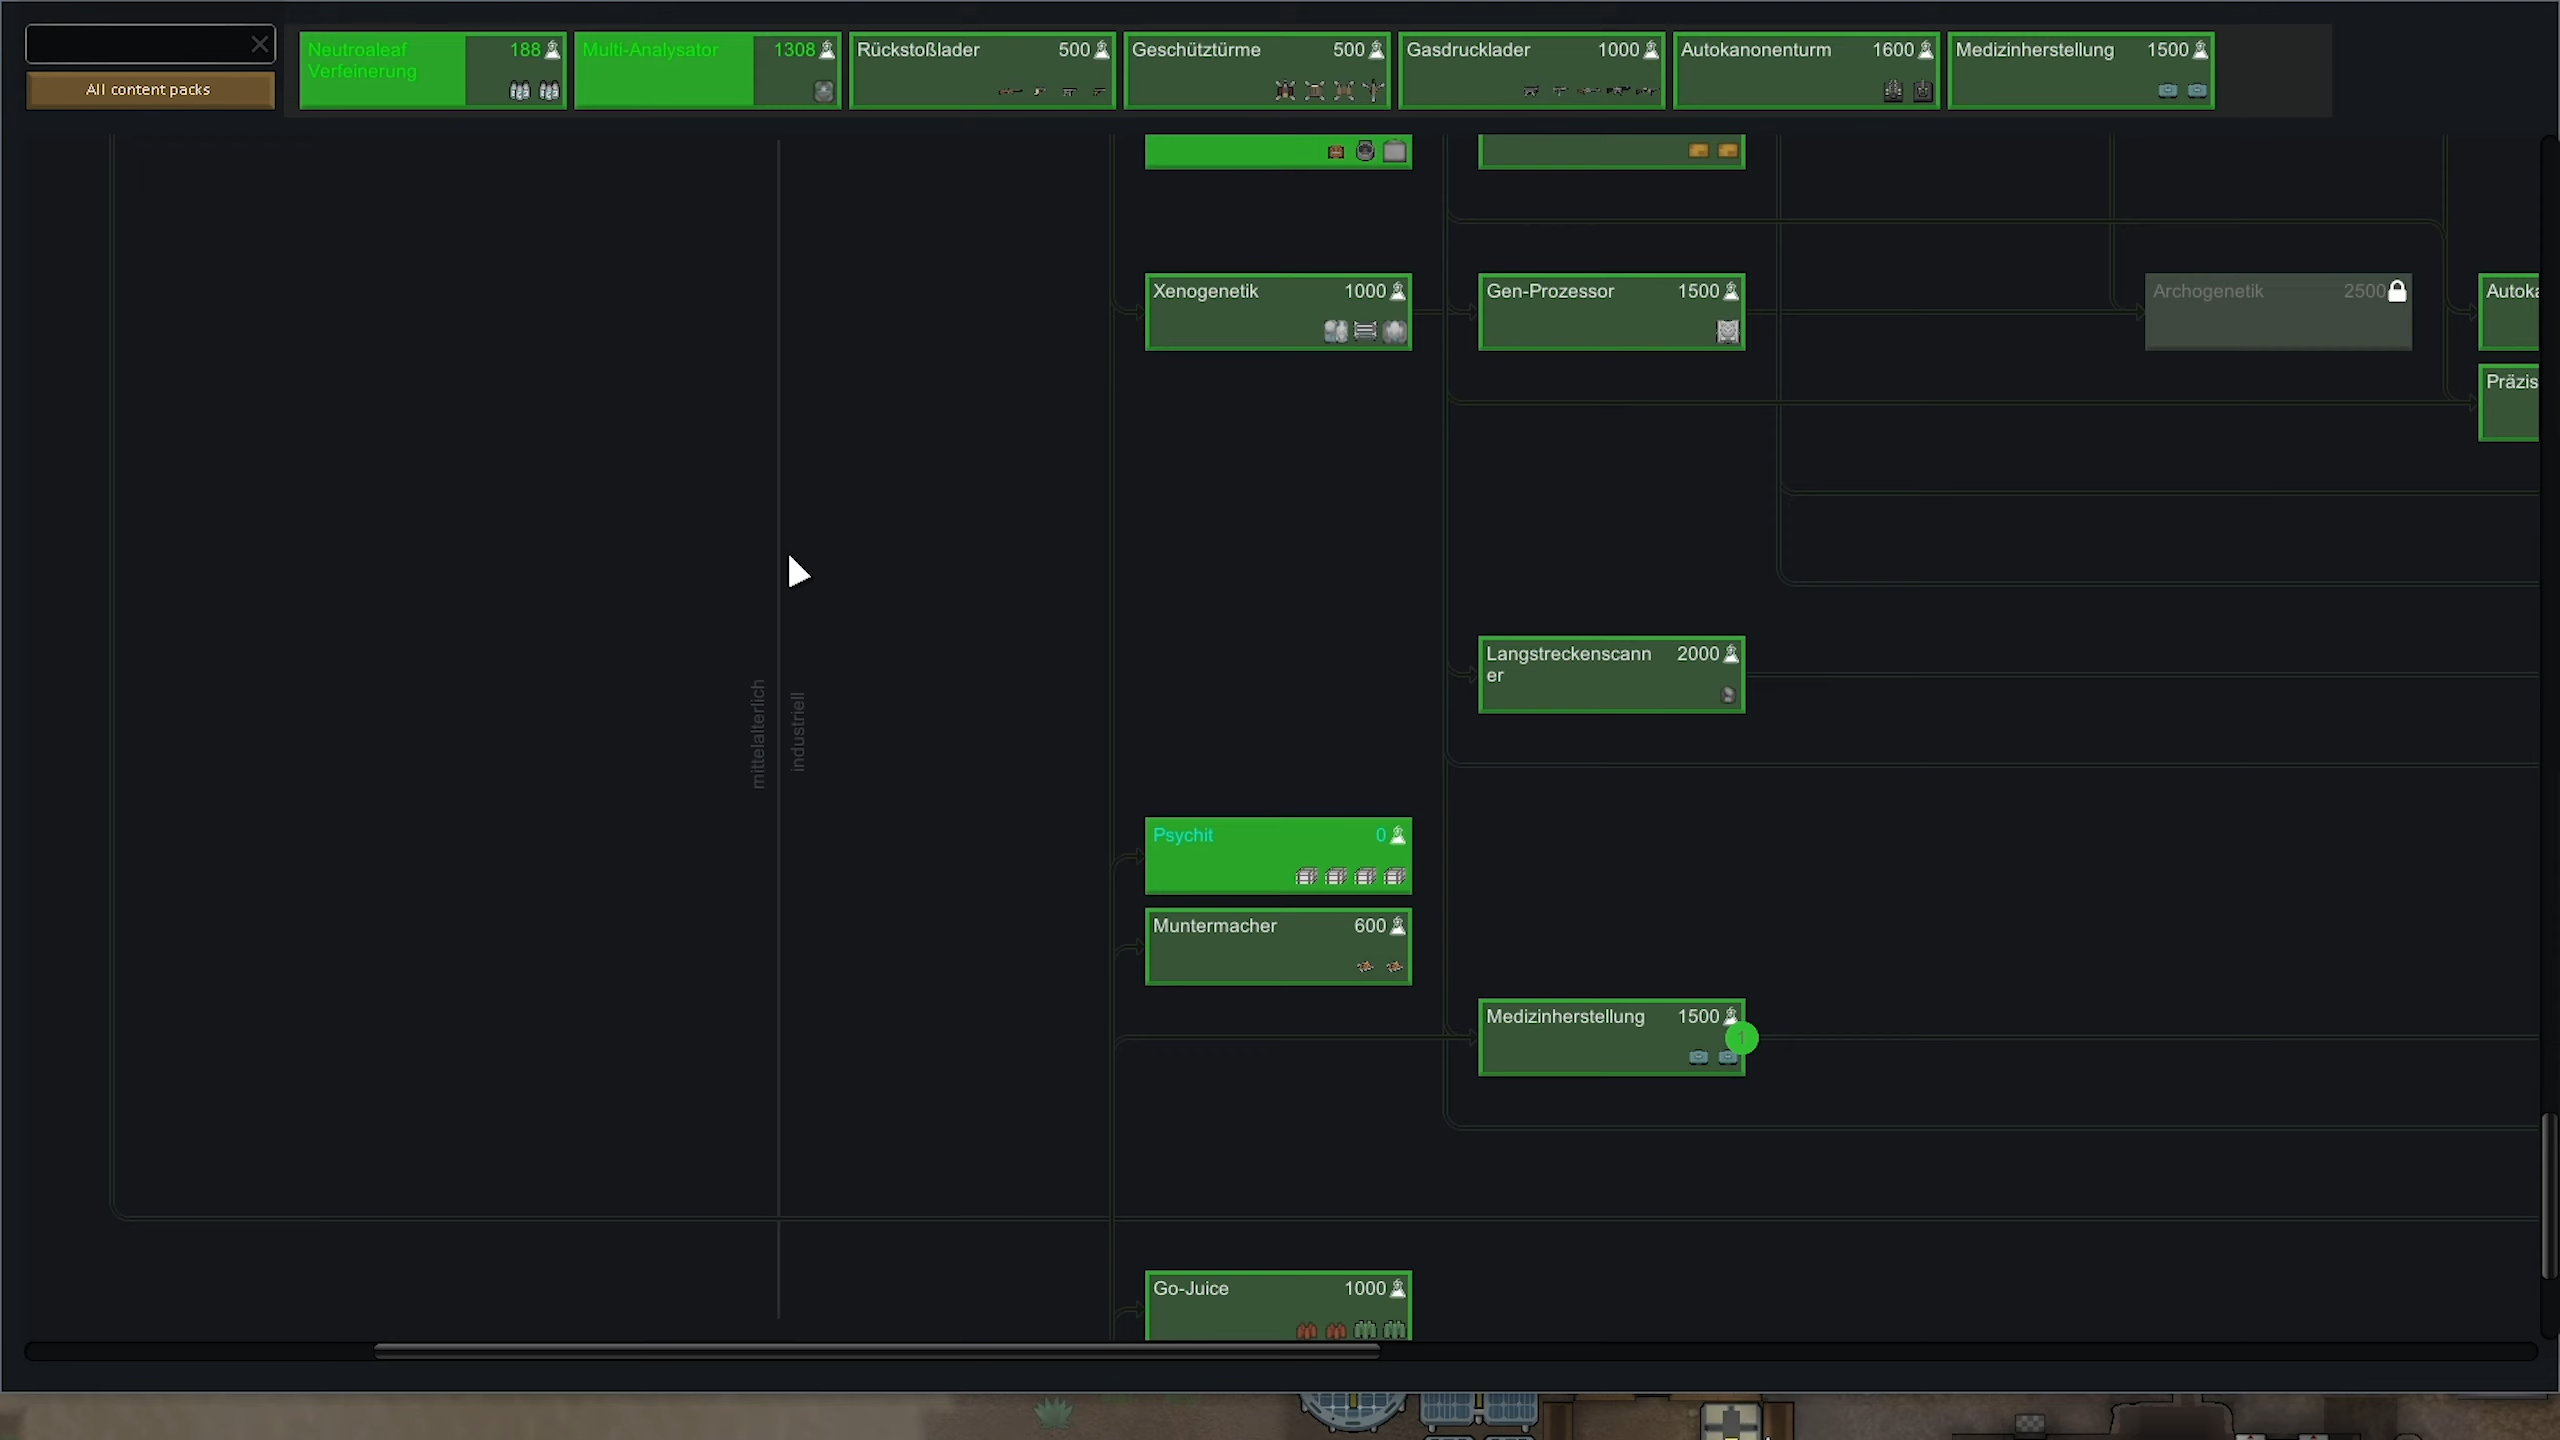 Neutroaleaf Verfeinerung 188
Multi-Analysator 1308
Rückstoßlader 500
Geschütztürme 500
Gasdrucklader 1000
Autokanonenturm 1600
Medizinherstellung 1500
All content packs
Xenogenetik 1000
Gen-Prozessor 1500
Archogenetik 2500
Autoka
Präzis
Langstreckenscann
er
2000
mittelalterlich
industriell
Psychit 0
Muntermacher 600
Medizinherstellung 1500
1
Go-Juice 1000